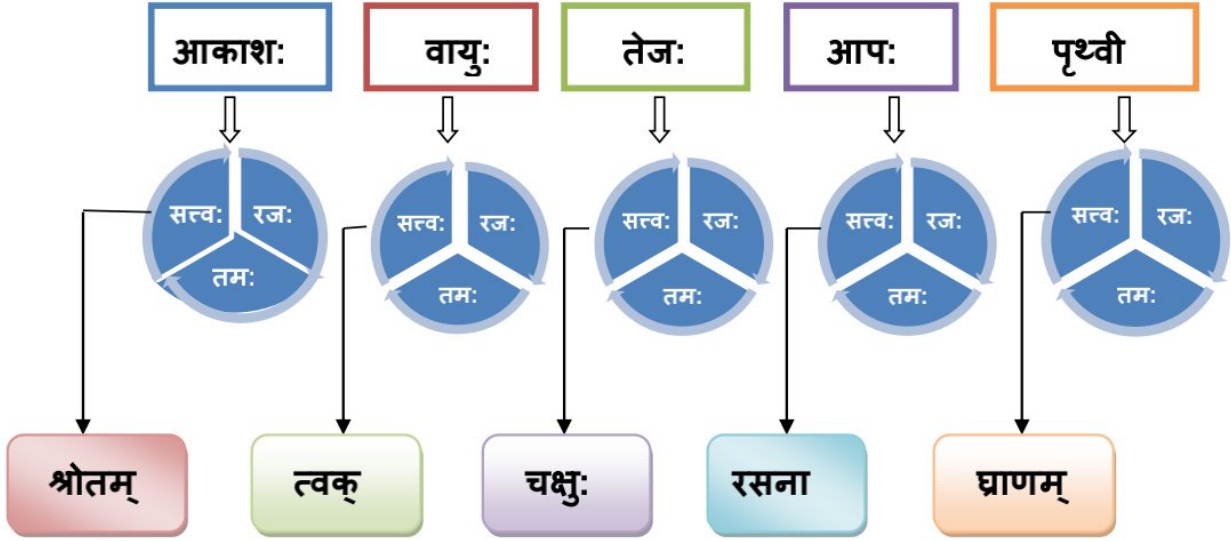 आकाश: वायु: तेज: आप: पृथ्वी
सत्त्व: रज: सत्त्व: रज: सत्त्व: रज: सत्त्व: रज: सत्त्व: रज:
तम: तम: तम: तम: तम:
श्रोतम् त्वक् चक्षु: रसना घ्राणम्